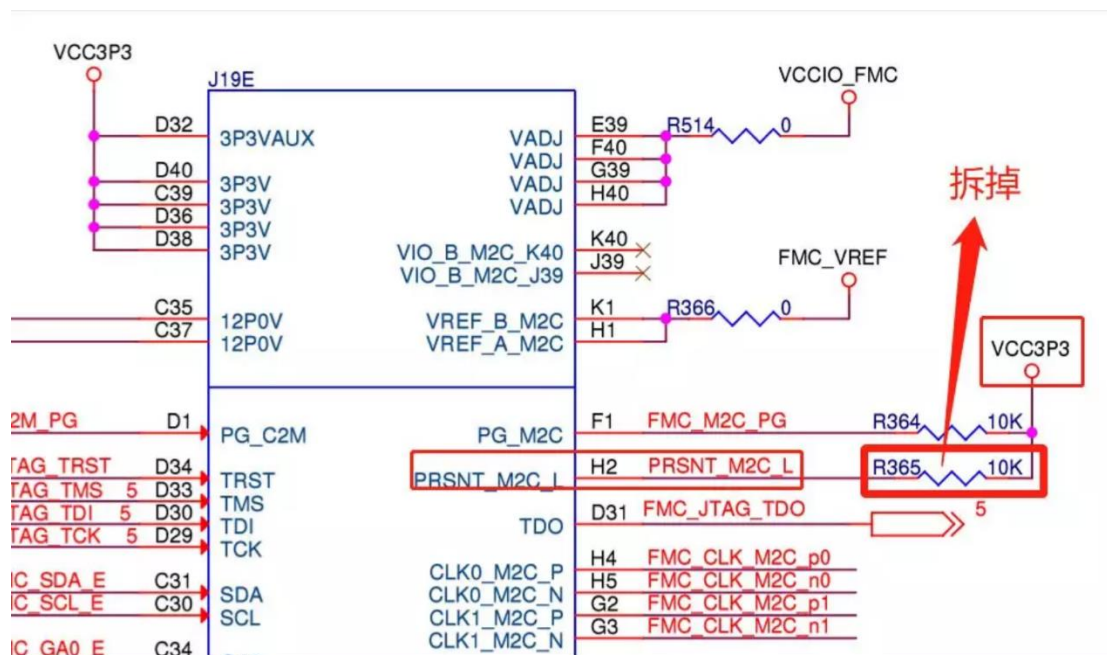 VCC3P3
J19E
VCCIO_FMC
D32 3P3VAUX VADJ E39 R514 0
VADJ F40
D40 3P3V VADJ G39
C39 3P3V VADJ H40
D36 3P3V
D38 3P3V
拆掉
VIO_B_M2C_K40 K40
VIO_B_M2C_J39 J39
FMC_VREF
C35 12P0V VREF_B_M2C K1 R366 0
C37 12P0V VREF_A_M2C H1
VCC3P3
2M_PG D1 PG_C2M PG_M2C F1 FMC_M2C_PG R364 10K
TAG_TRST D34 TRST PRSNT_M2C_L H2 PRSNT_M2C_L R365 10K
TAG_TMS 5 D33 TMS
TAG_TDI 5 D30 TDI TDO D31 FMC_JTAG_TDO 5
TAG_TCK 5 D29 TCK
CLK0_M2C_P H4 FMC_CLK_M2C_p0
C_SDA_E C31 SDA CLK0_M2C_N H5 FMC_CLK_M2C_n0
C_SCL_E C30 SCL CLK1_M2C_P G2 FMC_CLK_M2C_p1
CLK1_M2C_N G3 FMC_CLK_M2C_n1
C_GA0_E C34